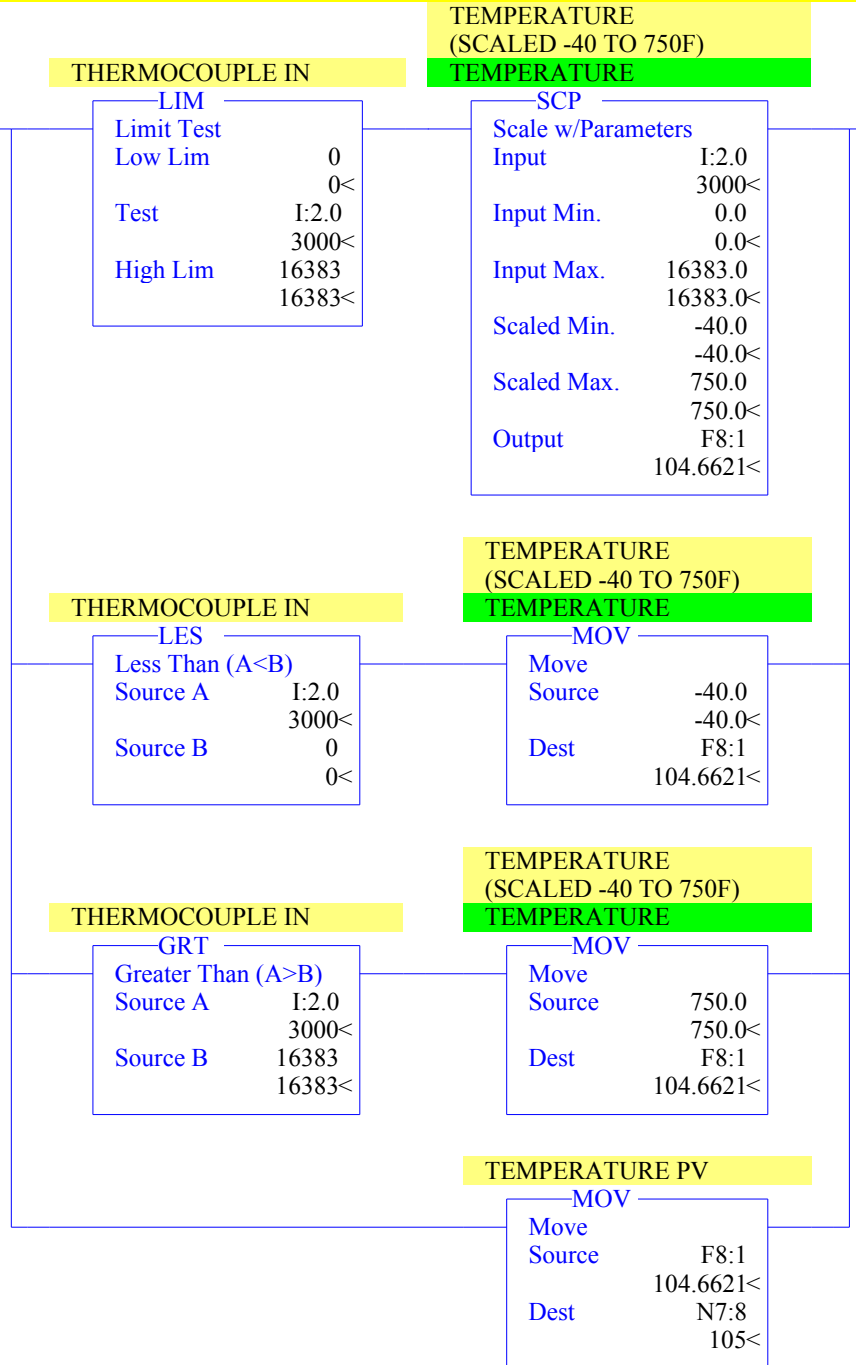 TEMPERATURE
(SCALED -40 TO 750F)
THERMOCOUPLE IN TEMPERATURE
LIM SCP
Limit Test Scale w/Parameters
Low Lim 0 Input I:2.0
0< 3000<
Test I:2.0 Input Min. 0.0
3000< 0.0<
High Lim 16383 Input Max. 16383.0
16383< 16383.0<
Scaled Min. -40.0
-40.0<
Scaled Max. 750.0
750.0<
Output F8:1
104.6621<
TEMPERATURE
(SCALED -40 TO 750F)
THERMOCOUPLE IN TEMPERATURE
LES MOV
Less Than (A<B) Move
Source A I:2.0 Source -40.0
3000< -40.0<
Source B 0 Dest F8:1
0< 104.6621<
TEMPERATURE
(SCALED -40 TO 750F)
THERMOCOUPLE IN TEMPERATURE
GRT MOV
Greater Than (A>B) Move
Source A I:2.0 Source 750.0
3000< 750.0<
Source B 16383 Dest F8:1
16383< 104.6621<
TEMPERATURE PV
MOV
Move
Source F8:1
104.6621<
Dest N7:8
105<